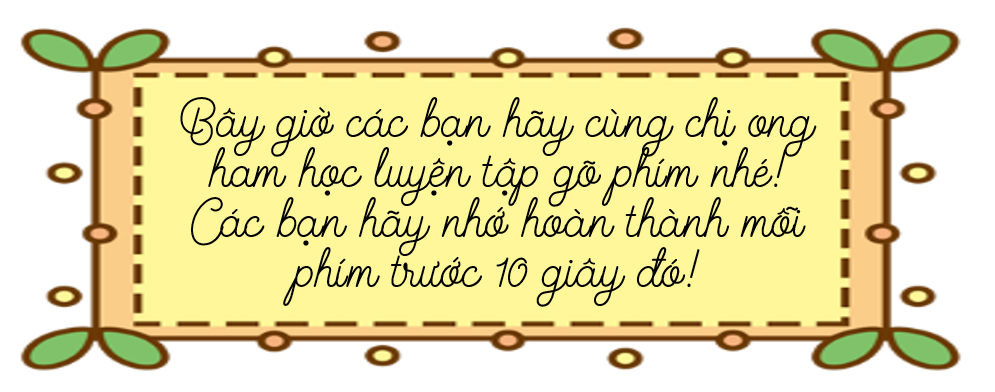 Bây giờ các bạn hãy cùng chị ong
ham học luyện tập gõ phím nhé!
Các bạn hãy nhớ hoàn thành mỗi
phím trước 10 giây đó!